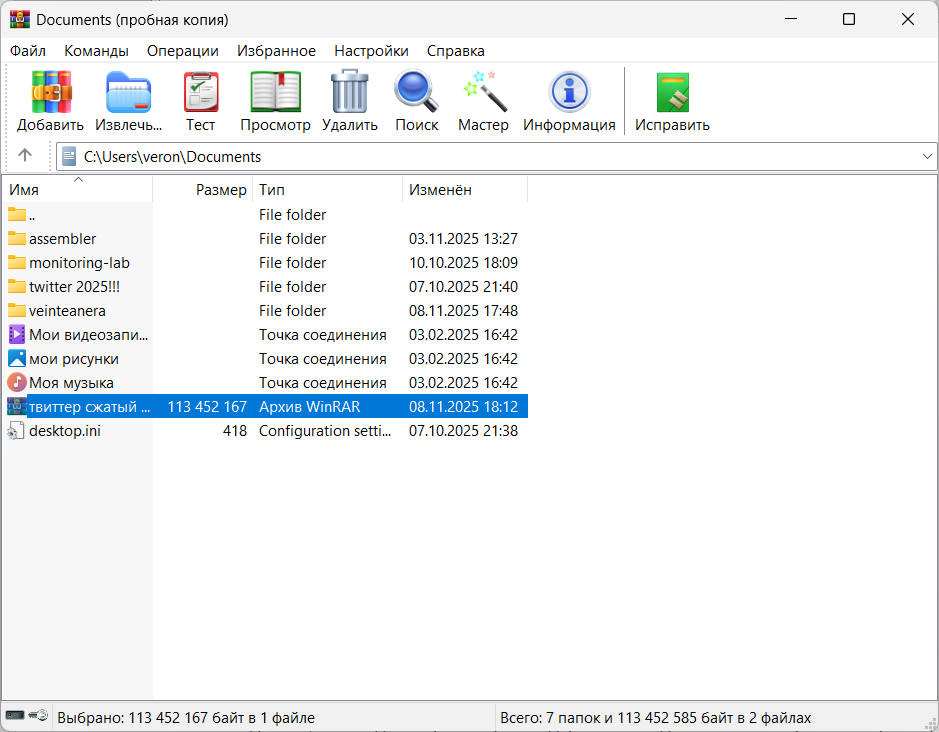 Documents (пробная копия)
Файл Команды Операции Избранное Настройки Справка
Добавить Извлечь... Тест Просмотр Удалить Поиск Мастер Информация Исправить
C:\Users\veron\Documents
Имя Размер Тип Изменён
.. File folder
assembler File folder 03.11.2025 13:27
monitoring-lab File folder 10.10.2025 18:09
twitter 2025!!! File folder 07.10.2025 21:40
veinteanera File folder 08.11.2025 17:48
Мои видеозапи... Точка соединения 03.02.2025 16:42
мои рисунки Точка соединения 03.02.2025 16:42
Моя музыка Точка соединения 03.02.2025 16:42
твиттер сжатый ... 113 452 167 Архив WinRAR 08.11.2025 18:12
desktop.ini 418 Configuration setti... 07.10.2025 21:38
Выбрано: 113 452 167 байт в 1 файле Всего: 7 папок и 113 452 585 байт в 2 файлах